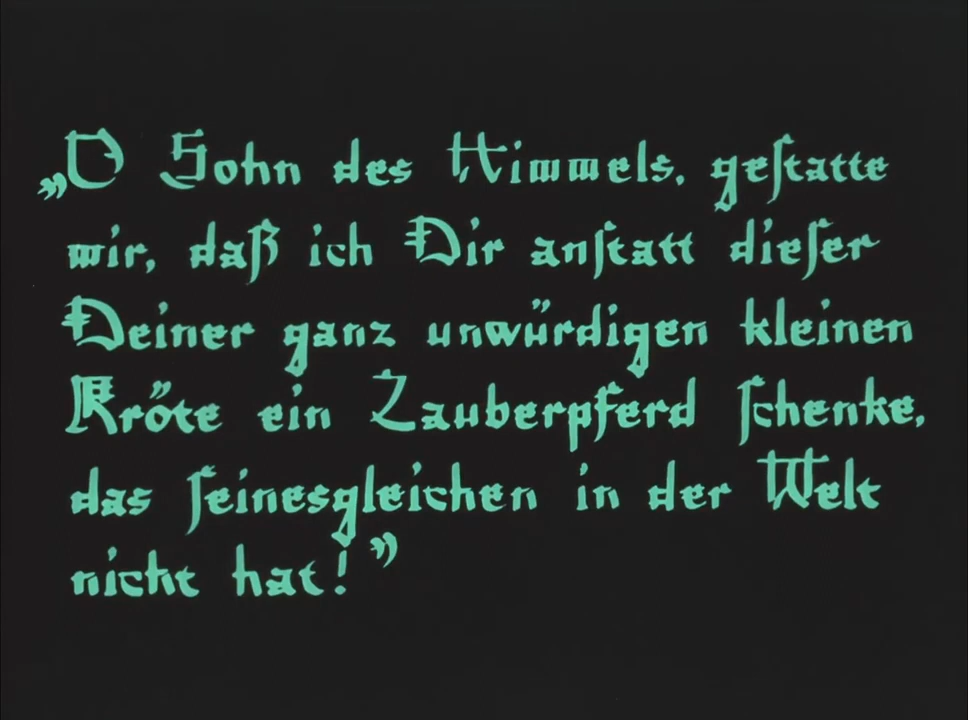 „O Sohn des Himmels, geſtatte
wir, daß ich Dir anſtatt dieſer
Deiner ganz unwürdigen kleinen
Kröte ein Zauberpferd ſchenke,
das ſeinesgleichen in der Welt
nicht hat!”